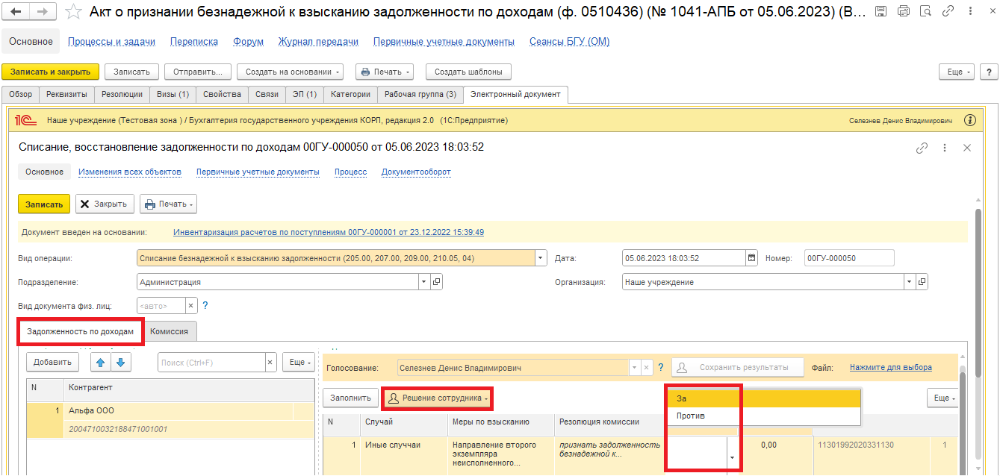 Акт о признании безнадежной к взысканию задолженности по доходам (ф. 0510436) (№ 1041-АПБ от 05.06.2023) (В...
Основное Процессы и задачи Переписка Форум Журнал передачи Первичные учетные документы Сеансы БГУ (ОМ)
Записать и закрыть Записать Отправить... Создать на основании Печать Создать шаблоны Еще ?
Обзор Реквизиты Резолюции Визы (1) Свойства Связи ЭП (1) Категории Рабочая группа (3) Электронный документ
1С Наше учреждение (Тестовая зона ) / Бухгалтерия государственного учреждения КОРП, редакция 2.0 (1С:Предприятие) Селезнев Денис Владимирович
Списание, восстановление задолженности по доходам 00ГУ-000050 от 05.06.2023 18:03:52
Основное Изменения всех объектов Первичные учетные документы Процесс Документооборот
Записать Закрыть Печать
Документ введен на основании: Инвентаризация расчетов по поступлениям 00ГУ-000001 от 23.12.2022 15:39:49
Вид операции: Списание безнадежной к взысканию задолженности (205.00, 207.00, 209.00, 210.05, 04) Дата: 05.06.2023 18:03:52 Номер: 00ГУ-000050
Подразделение: Администрация Организация: Наше учреждение
Вид документа физ. лиц: <авто> ?
Задолженность по доходам Комиссия
Добавить Поиск (Ctrl+F) Еще
Голосование: Селезнев Денис Владимирович ? Сохранить результаты Файл: Нажмите для выбора
Заполнить Решение сотрудника За Еще
Против
N Контрагент
N Случай Меры по взысканию Резолюция комиссии
1 Альфа ООО
2004710032188471001001
1 Иные случчаи Направление второго экземпляра неисполненного... признать задолженность безнадежной к... 0,00 11301992020331130 1